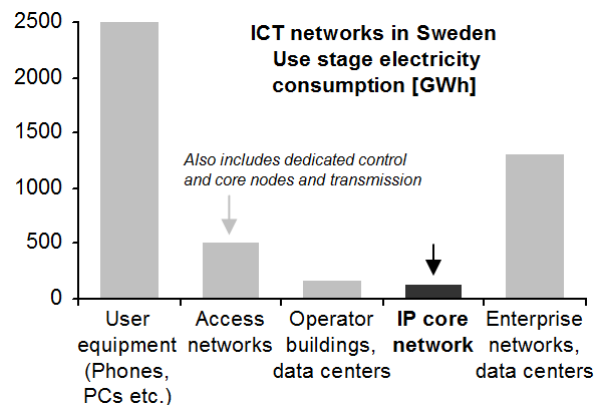 ICT networks in Sweden
Use stage electricity
consumption [GWh]
2500
2000
1500
1000
500
0
Also includes dedicated control
and core nodes and transmission
User
equipment
(Phones,
PCs etc.)
Access
networks
Operator
buildings,
data centers
IP core
network
Enterprise
networks,
data centers